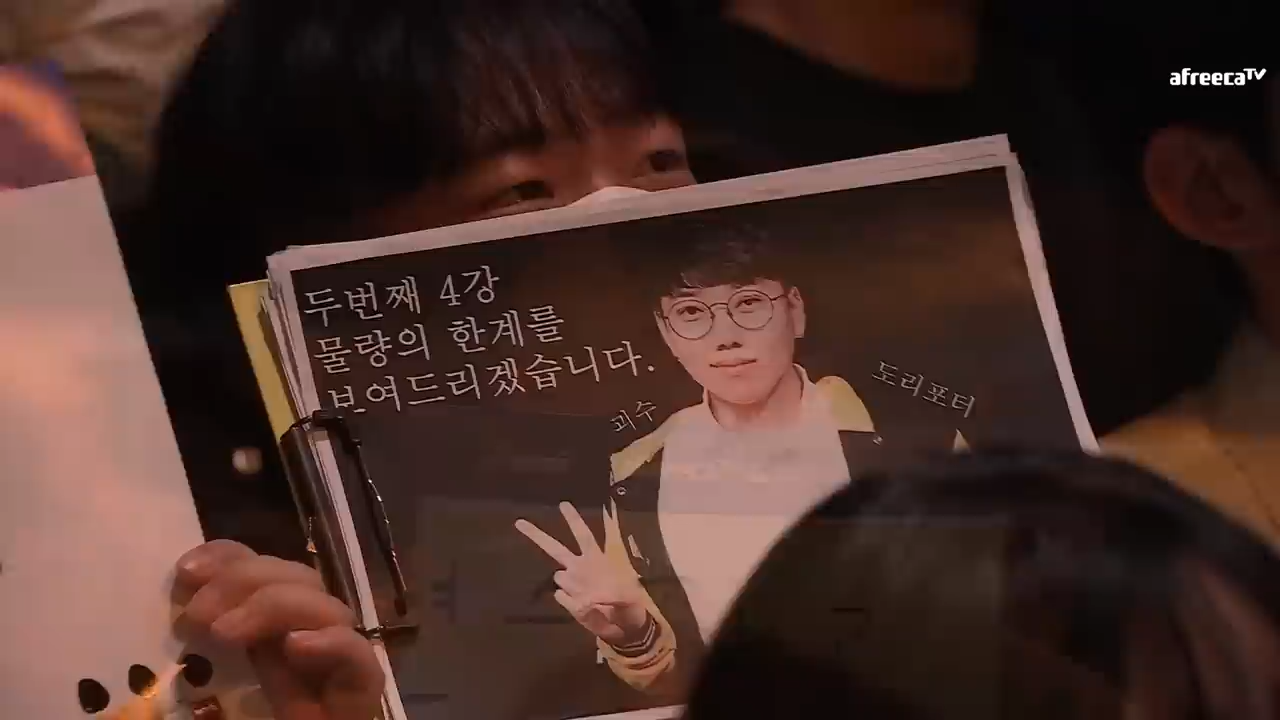 afreecaTV
두번째 4강
물량의 한계를
보여드리겠습니다.
괴수
도리포터